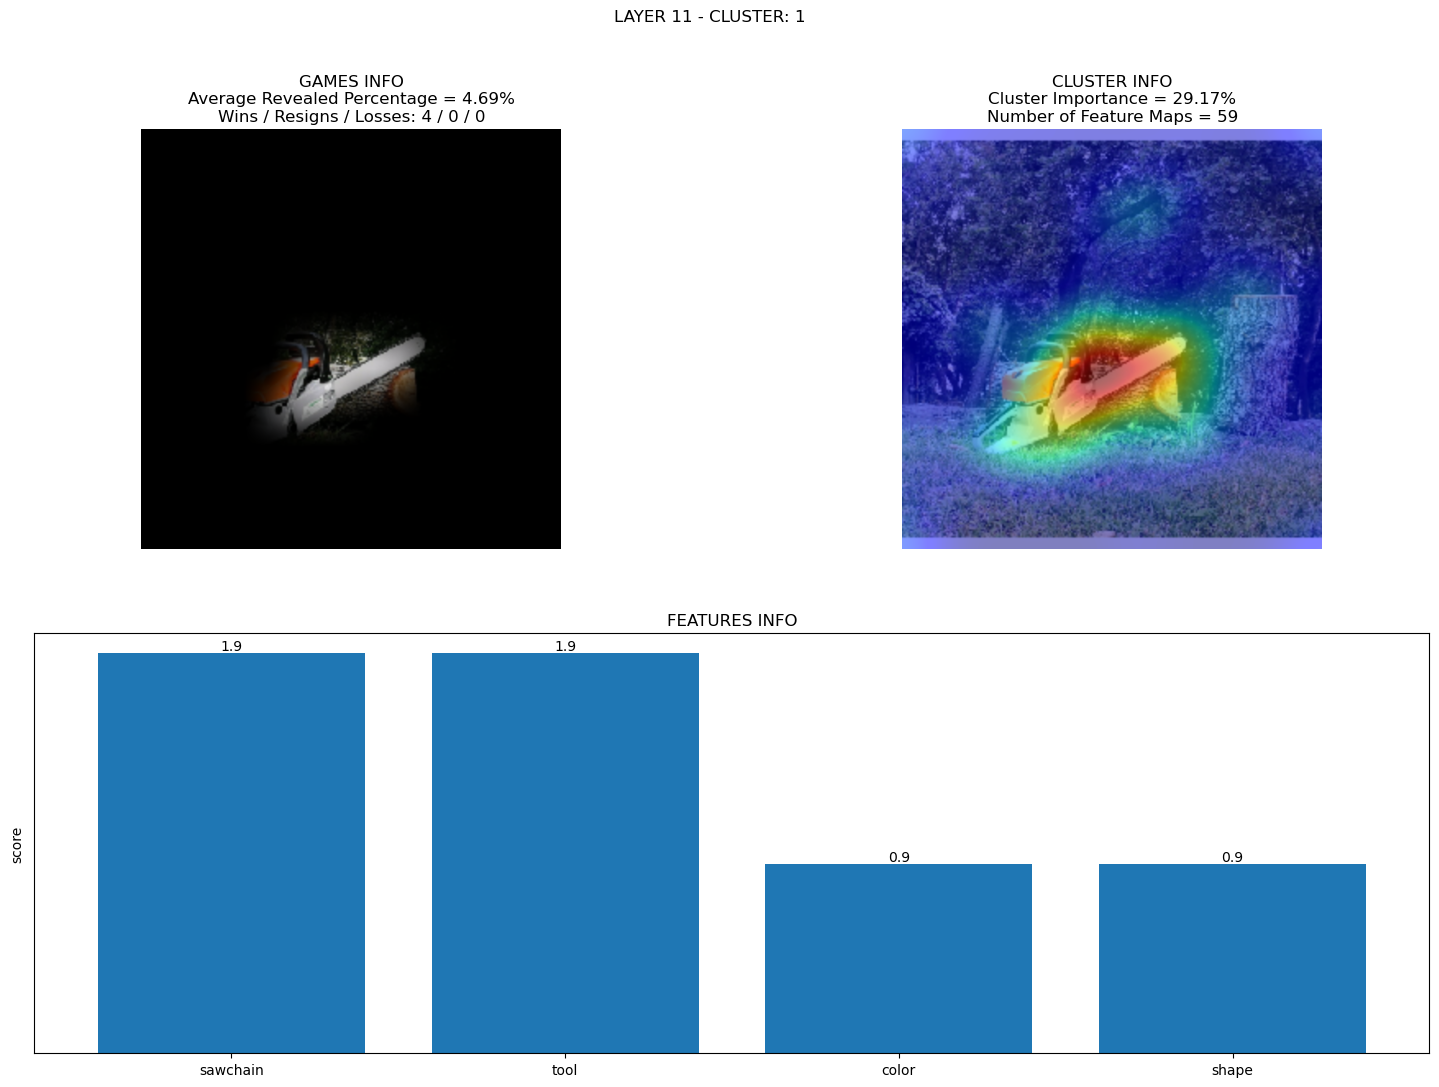 LAYER 11 - CLUSTER: 1
GAMES INFO
Average Revealed Percentage = 4.69%
Wins / Resigns / Losses: 4 / 0 / 0
CLUSTER INFO
Cluster Importance = 29.17%
Number of Feature Maps = 59
FEATURES INFO
1.9
1.9
0.9
0.9
score
sawchain
tool
color
shape